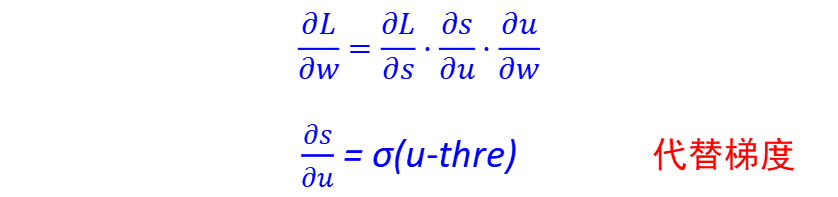 ∂L/∂w = ∂L/∂s · ∂s/∂u · ∂u/∂w
∂s/∂u = σ(u-thre) 代替梯度